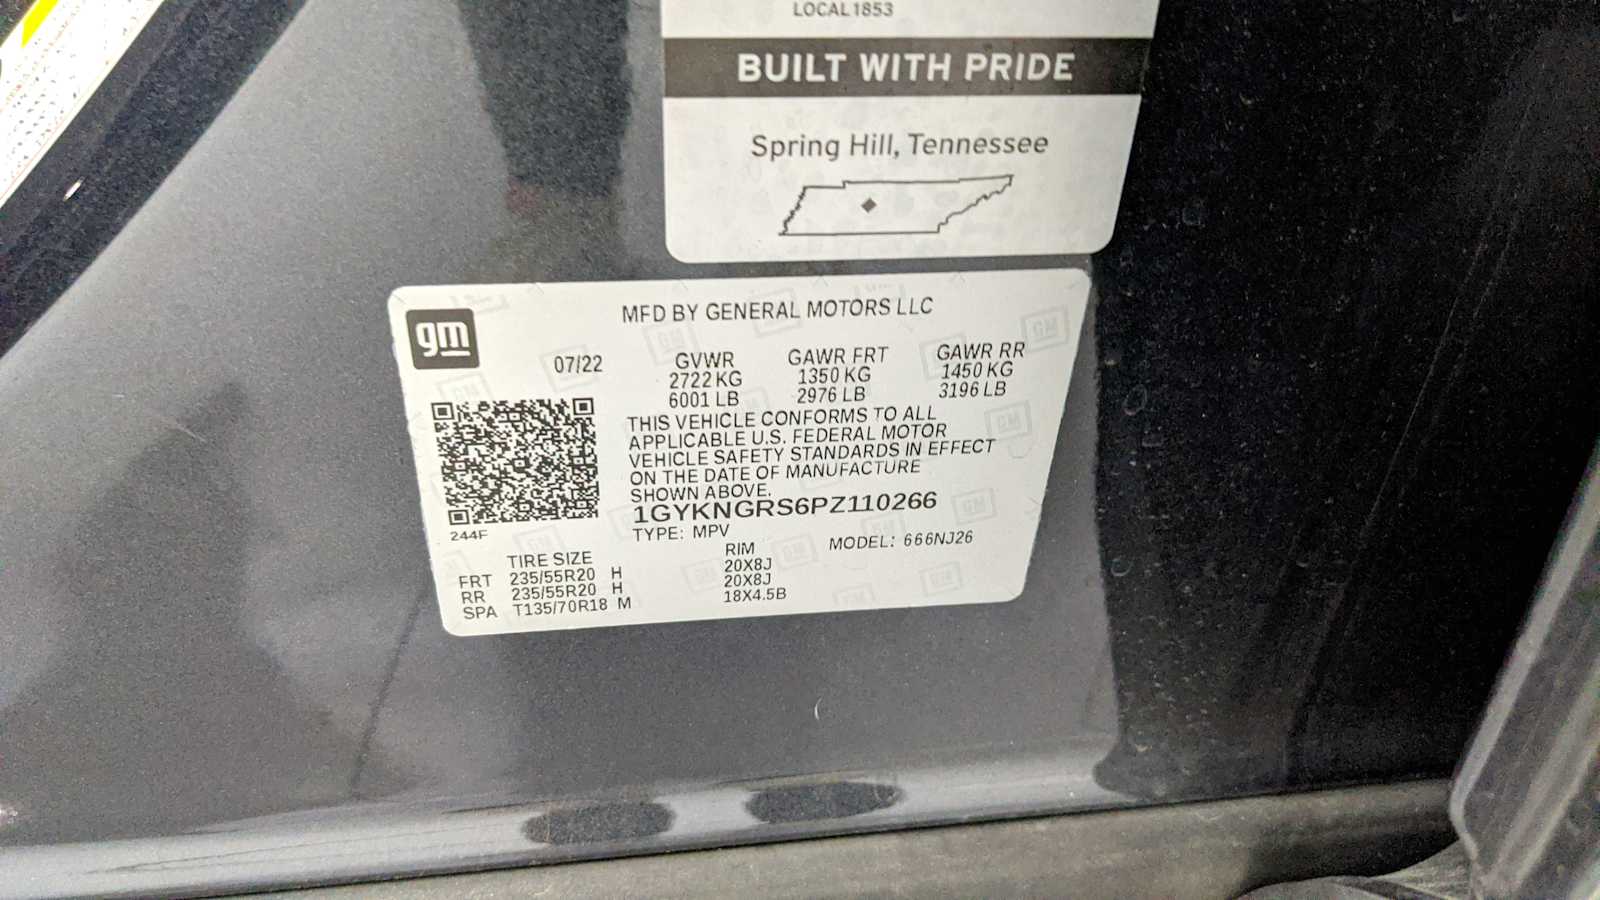 LOCAL 1853
BUILT WITH PRIDE
Spring Hill, Tennessee
gm
MFD BY GENERAL MOTORS LLC
07/22 GVWR GAWR FRT GAWR RR
2722 KG 1350 KG 1450 KG
6001 LB 2976 LB 3196 LB
THIS VEHICLE CONFORMS TO ALL
APPLICABLE U.S. FEDERAL MOTOR
VEHICLE SAFETY STANDARDS IN EFFECT
ON THE DATE OF MANUFACTURE
SHOWN ABOVE.
1GYKNGRS6PZ110266
244F
TYPE: MPV
MODEL: 666NJ26
TIRE SIZE RIM
FRT 235/55R20 H 20X8J
RR 235/55R20 H 20X8J
SPA T135/70R18 M 18X4.5B